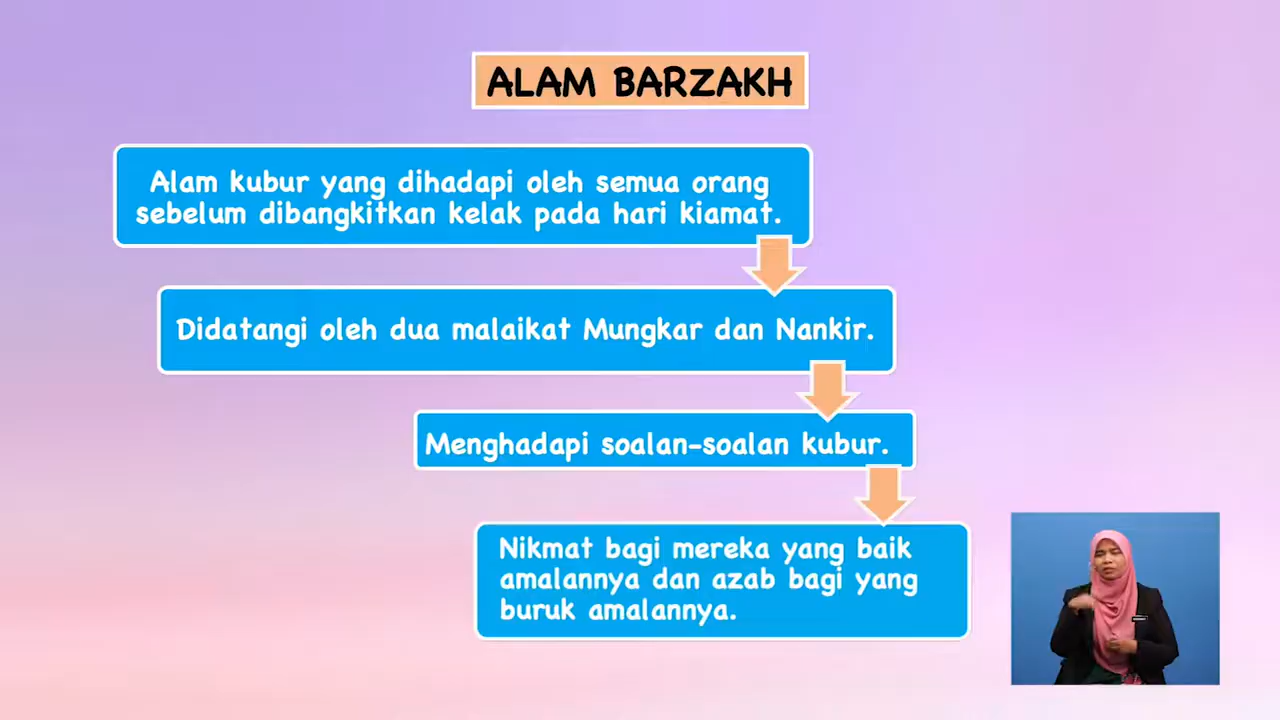 ALAM BARZAKH
Alam kubur yang dihadapi oleh semua orang
sebelum dibangkitkan kelak pada hari kiamat.
Didatangi oleh dua malaikat Mungkar dan Nankir.
Menghadapi soalan-soalan kubur.
Nikmat bagi mereka yang baik
amalannya dan azab bagi yang
buruk amalannya.